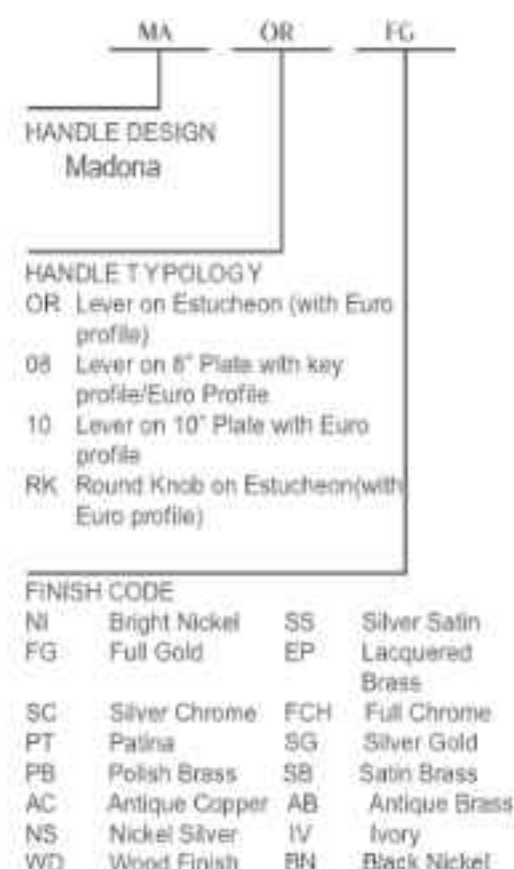 MA OR FG
HANDLE DESIGN
Madona
HANDLE TYPOLOGY
OR Lever on Estucheon (with Euro
profile)
08 Lever on 8" Plate with key
profile/Euro Profile
10 Lever on 10" Plate with Euro
profile
RK Round Knob on Estucheon(with
Euro profile)
FINISH CODE
NI Bright Nickel SS Silver Satin
FG Full Gold EP Lacquered
Brass
SC Silver Chrome FCH Full Chrome
PT Patina SG Silver Gold
PB Polish Brass SB Satin Brass
AC Antique Copper AB Antique Brass
NS Nickel Silver IV Ivory
WD Wood Finish BN Black Nickel